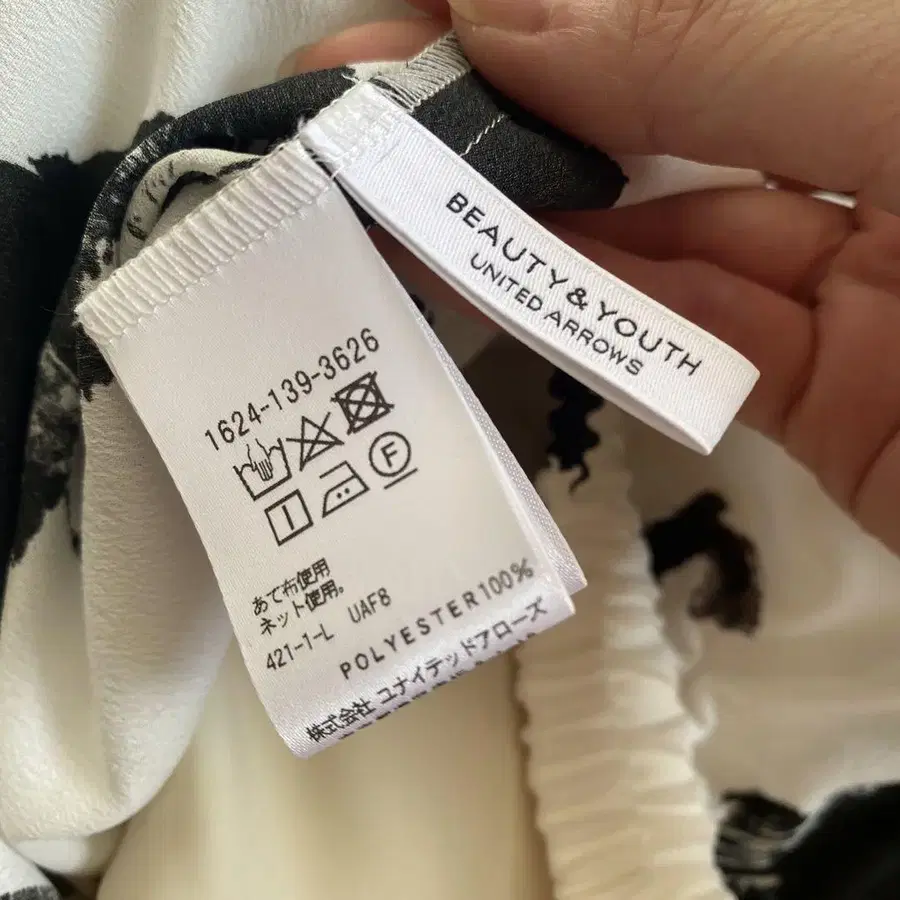 BEAUTY & YOUTH
UNITED ARROWS
1624-139-3626
F
あて布使用
ネット使用。
421-1-L UAF8
POLYESTER100%
株式会社 ユナイテッドアローズ